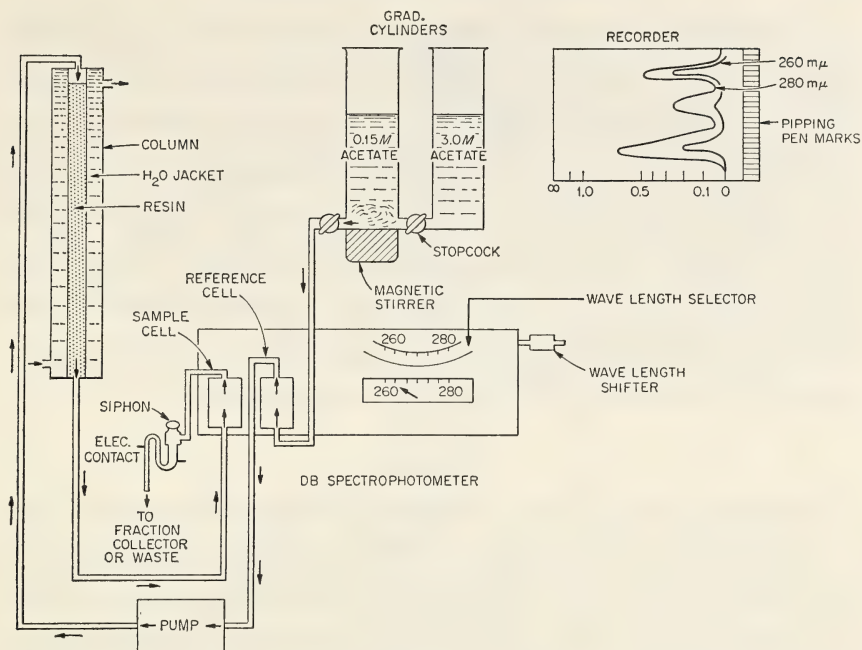 GRAD.
CYLINDERS
RECORDER
260 mμ
280 mμ
PIPPING
PEN MARKS
∞ 1.0 0.5 0.1 0
0.15M
ACETATE
3.0M
ACETATE
COLUMN
H₂O JACKET
RESIN
STOPCOCK
MAGNETIC
STIRRER
REFERENCE
CELL
SAMPLE
CELL
WAVE LENGTH SELECTOR
260 280
260 280
WAVE LENGTH
SHIFTER
SIPHON
ELEC.
CONTACT
DB SPECTROPHOTOMETER
TO
FRACTION
COLLECTOR
OR WASTE
PUMP